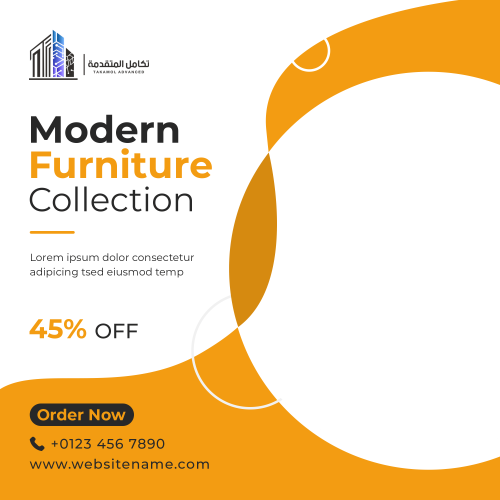 تكامل المتقدمة
TAKAMOL ADVANCED
Modern
Furniture
Collection
Lorem ipsum dolor consectetur
adipicing tsed eiusmod temp
45% OFF
Order Now
+0123 456 7890
www.websitename.com